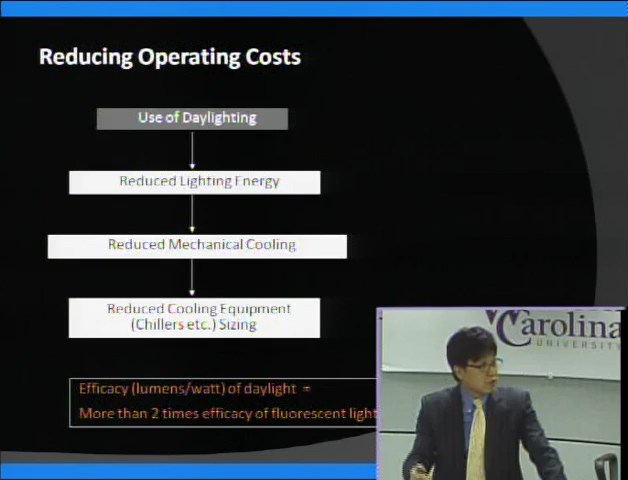 Reducing Operating Costs
Use of Daylighting
Reduced Lighting Energy
Reduced Mechanical Cooling
Reduced Cooling Equipment
(Chillers etc.) Sizing
Efficacy (lumens/watt) of daylight =
More than 2 times efficacy of fluorescent light
Carolina
UNIVERSITY